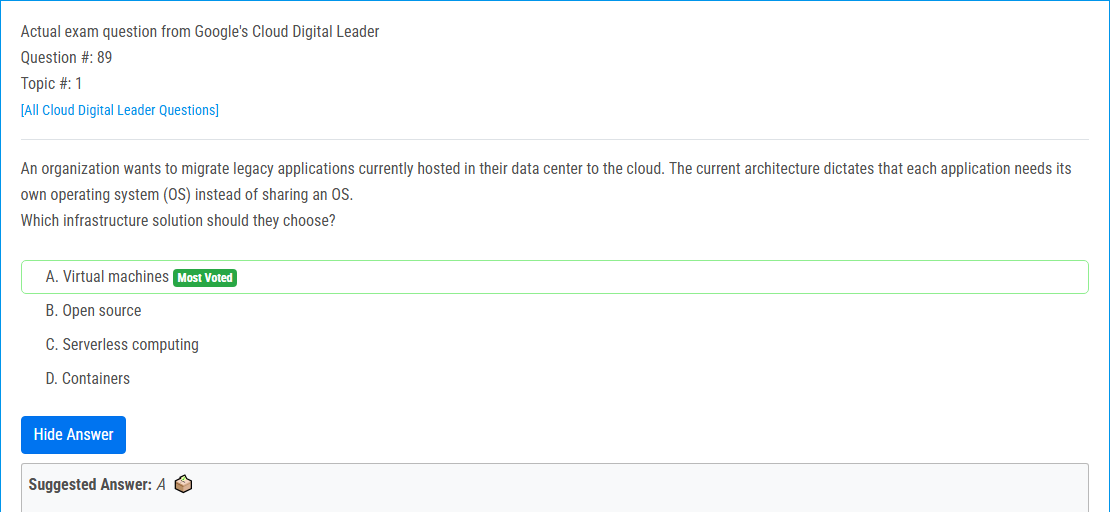 Actual exam question from Google's Cloud Digital Leader
Question #: 89
Topic #: 1
[All Cloud Digital Leader Questions]
An organization wants to migrate legacy applications currently hosted in their data center to the cloud. The current architecture dictates that each application needs its
own operating system (OS) instead of sharing an OS.
Which infrastructure solution should they choose?
A. Virtual machines Most Voted
B. Open source
C. Serverless computing
D. Containers
Hide Answer
Suggested Answer: A